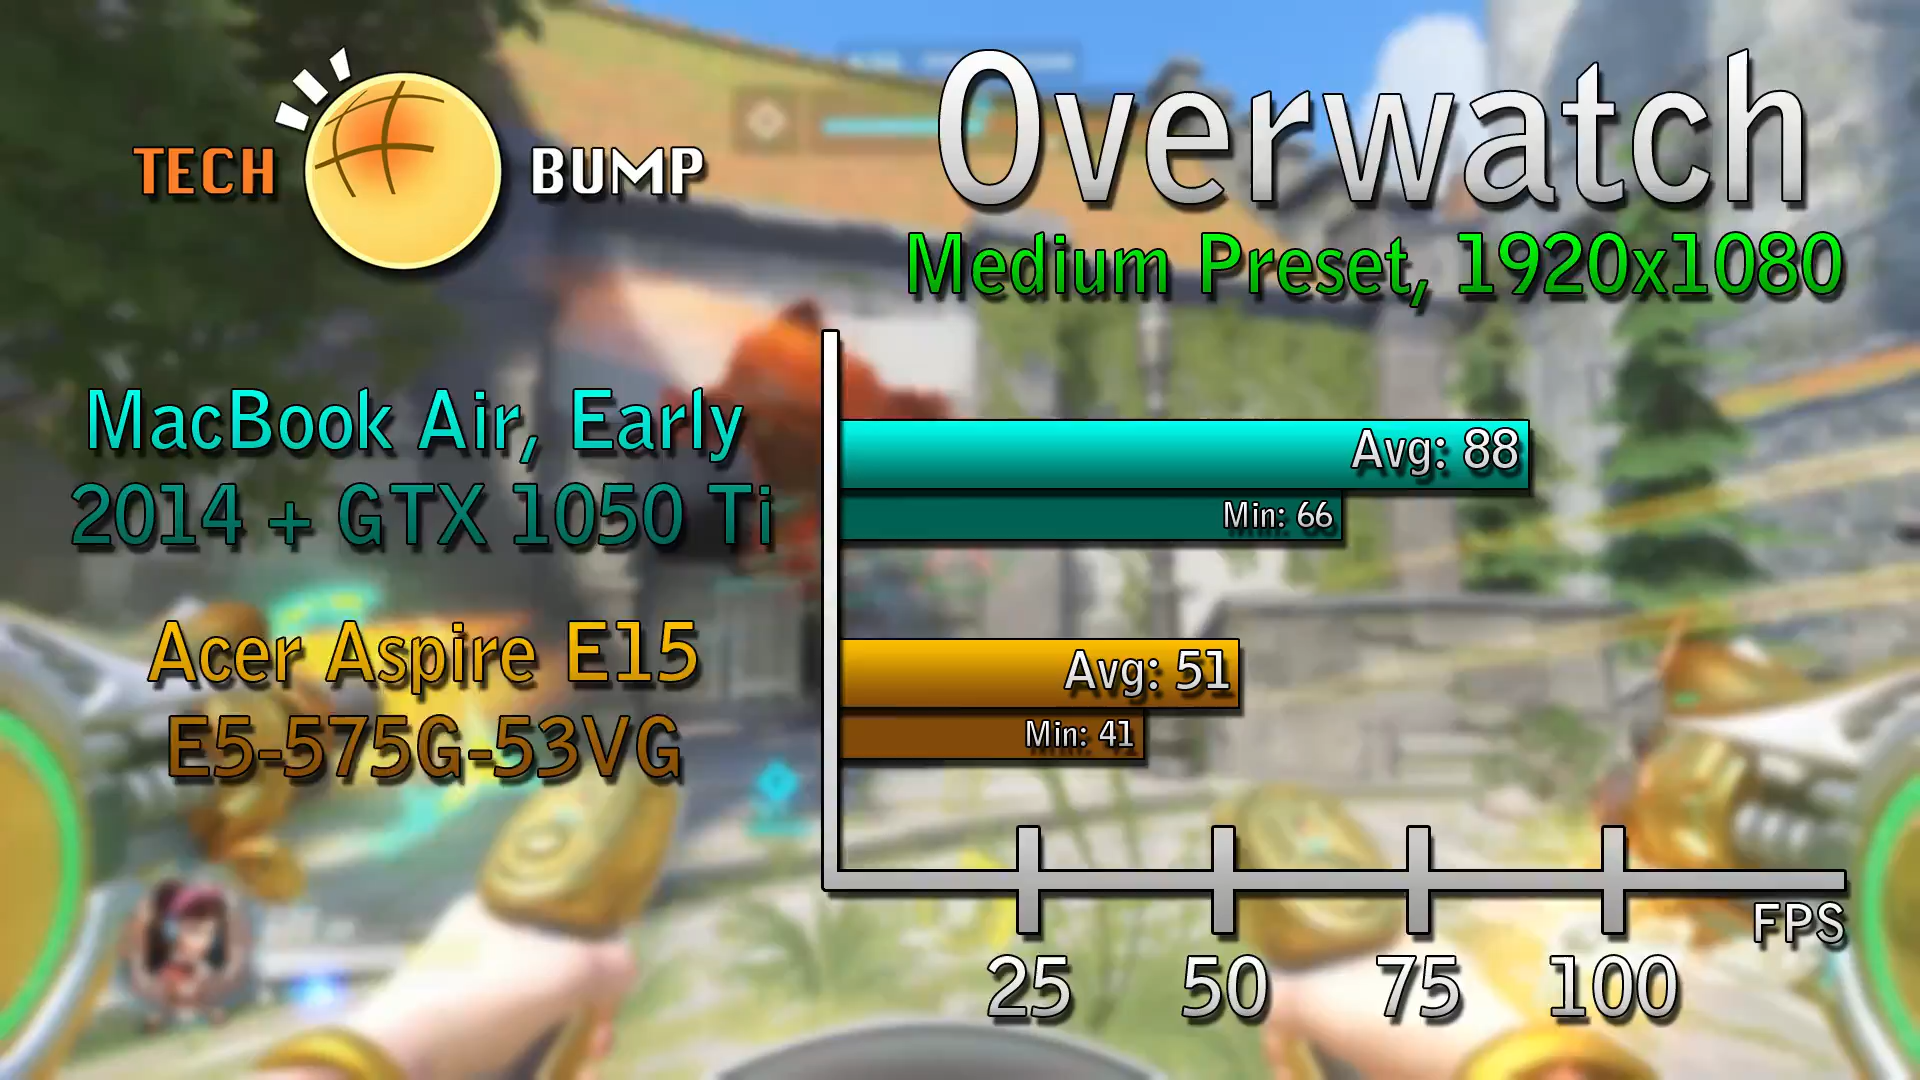 TECH BUMP
Overwatch
Medium Preset, 1920x1080
MacBook Air, Early
2014 + GTX 1050 Ti
Avg: 88
Min: 66
Acer Aspire E15
E5-575G-53VG
Avg: 51
Min: 41
FPS
25 50 75 100